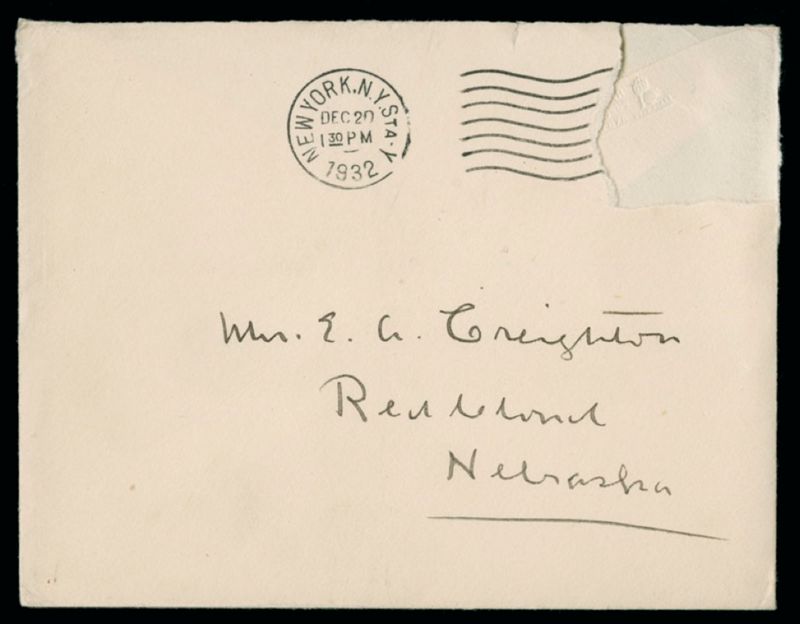 NEW YORK, N.Y. STA. V
DEC 20
1 30 PM
1932
Mrs. E. A. Creighton
Red Cloud
Nebraska